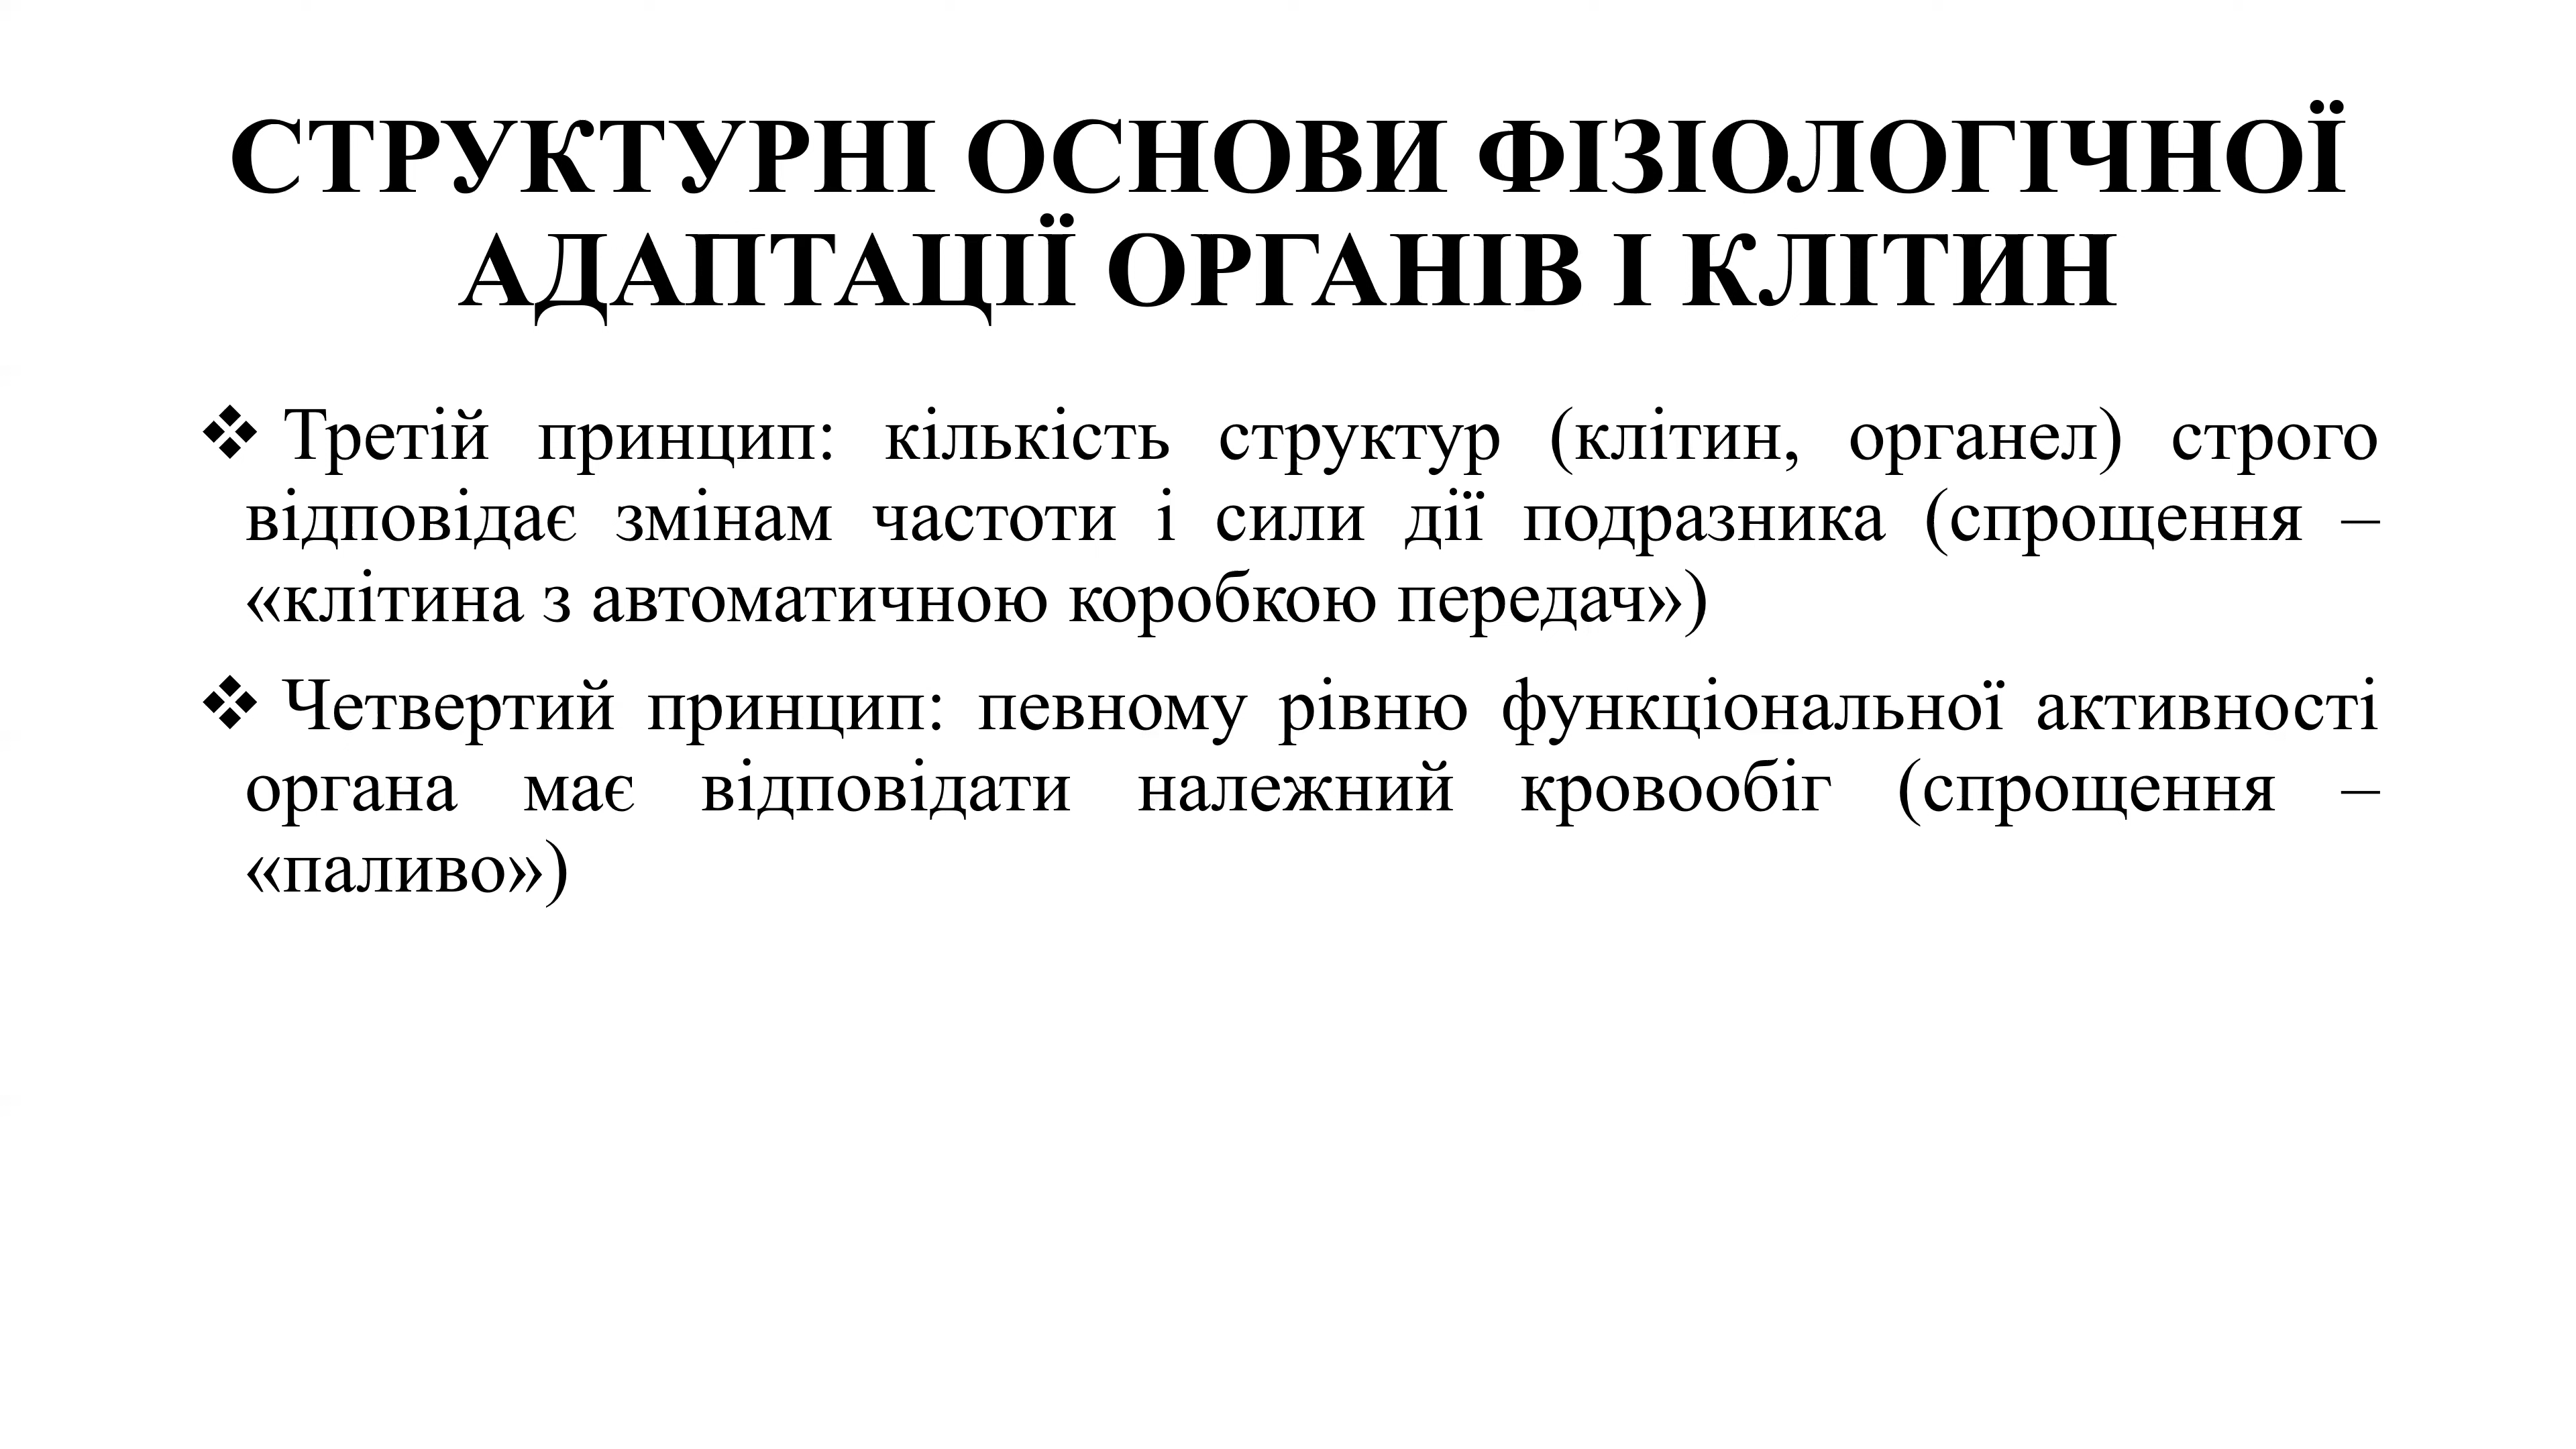 СТРУКТУРНІ ОСНОВИ ФІЗІОЛОГІЧНОЇ
АДАПТАЦІЇ ОРГАНІВ І КЛІТИН
❖ Третій принцип: кількість структур (клітин, органел) строго
відповідає змінам частоти і сили дії подразника (спрощення –
«клітина з автоматичною коробкою передач»)
❖ Четвертий принцип: певному рівню функціональної активності
органа має відповідати належний кровообіг (спрощення –
«паливо»)